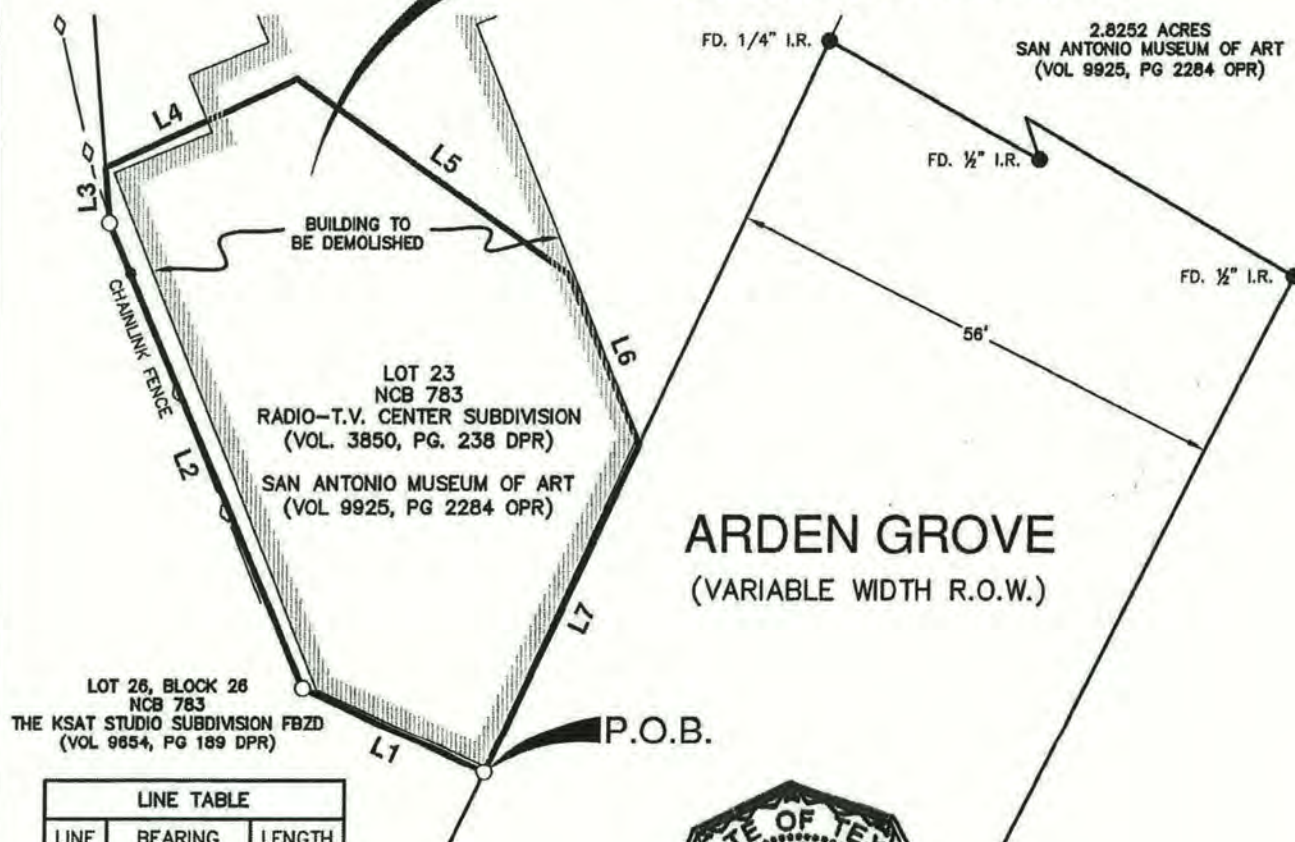 2.8252 ACRES
SAN ANTONIO MUSEUM OF ART
(VOL 9925, PG 2284 OPR)
FD. 1/4" I.R.
FD. ½" I.R.
FD. ½" I.R.
L4
L5
L3
BUILDING TO
BE DEMOLISHED
CHAINLINK FENCE
56'
L6
LOT 23
NCB 783
RADIO-T.V. CENTER SUBDIVISION
(VOL. 3850, PG. 238 DPR)
SAN ANTONIO MUSEUM OF ART
(VOL 9925, PG 2284 OPR)
L2
ARDEN GROVE
(VARIABLE WIDTH R.O.W.)
L7
LOT 26, BLOCK 26
NCB 783
THE KSAT STUDIO SUBDIVISION FBZD
(VOL 9654, PG 189 DPR)
L1
P.O.B.
LINE TABLE
LINE BEARING LENGTH
OF